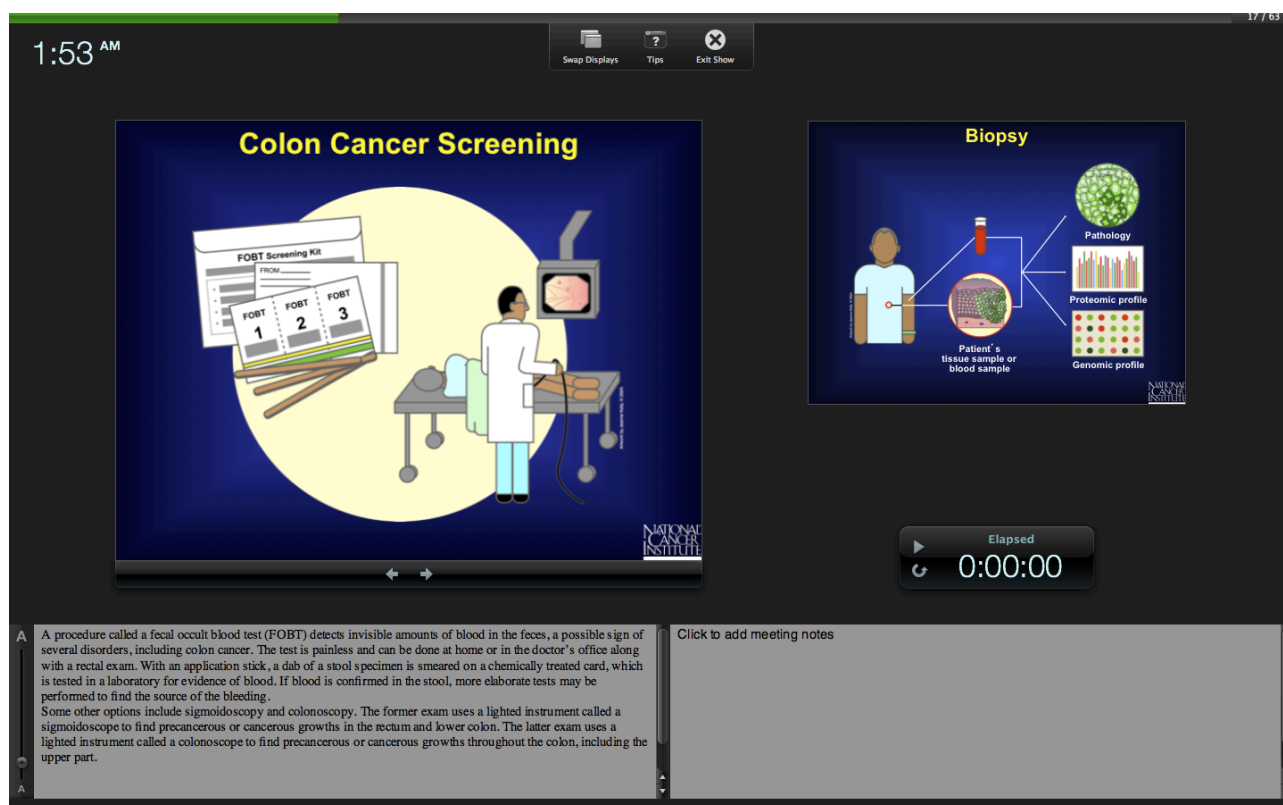 17 / 63
1:53 AM
Swap Displays
Tips
Exit Show
Colon Cancer Screening
FOBT Screening Kit
FROM
FOBT
1
FOBT
2
FOBT
3
NATIONAL
CANCER
INSTITUTE
Biopsy
Pathology
Proteomic profile
Patient's
tissue sample or
blood sample
Genomic profile
NATIONAL
CANCER
INSTITUTE
Elapsed
0:00:00
A
A procedure called a fecal occult blood test (FOBT) detects invisible amounts of blood in the feces, a possible sign of
several disorders, including colon cancer. The test is painless and can be done at home or in the doctor's office along
with a rectal exam. With an application stick, a dab of a stool specimen is smeared on a chemically treated card, which
is tested in a laboratory for evidence of blood. If blood is confirmed in the stool, more elaborate tests may be
performed to find the source of the bleeding.
Some other options include sigmoidoscopy and colonoscopy. The former exam uses a lighted instrument called a
sigmoidoscope to find precancerous or cancerous growths in the rectum and lower colon. The latter exam uses a
lighted instrument called a colonoscope to find precancerous or cancerous growths throughout the colon, including the
upper part.
A
Click to add meeting notes